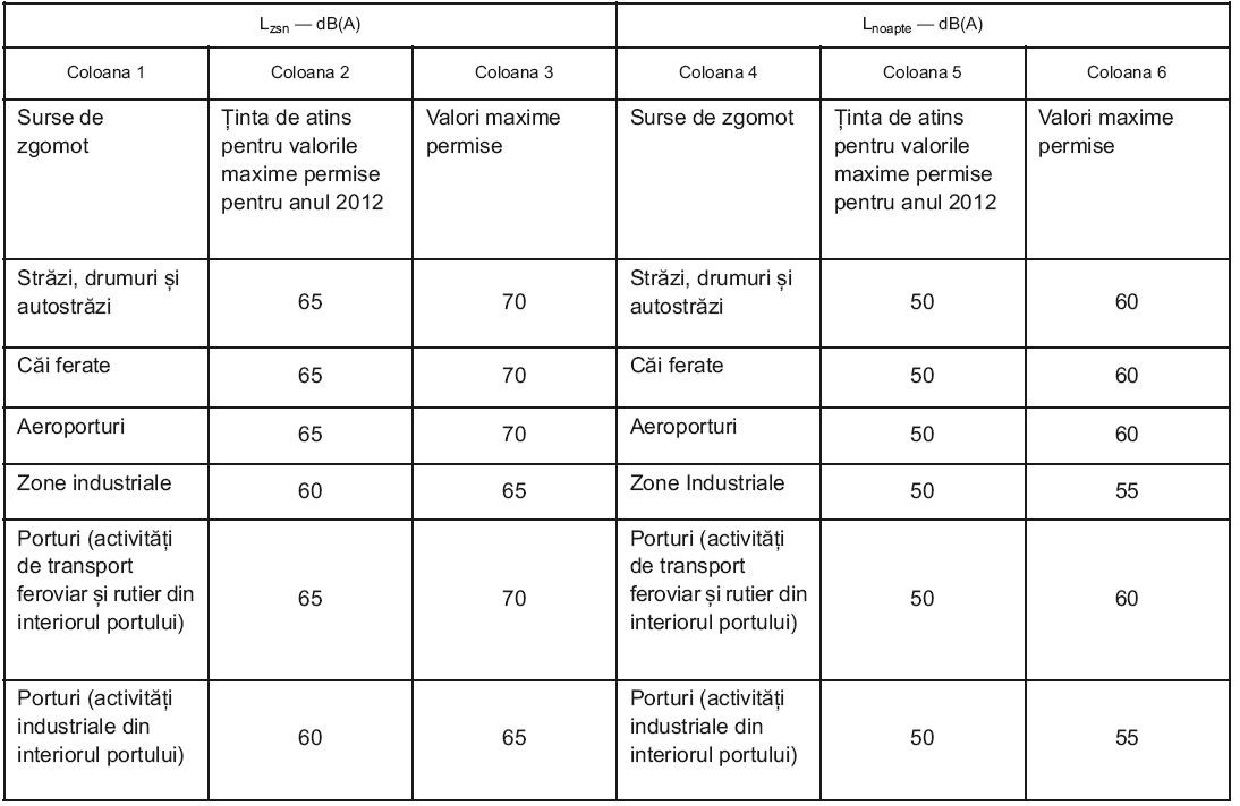 Lzsn — dB(A)
Lnoapte — dB(A)
Coloana 1
Coloana 2
Coloana 3
Coloana 4
Coloana 5
Coloana 6
Surse de
zgomot
Ținta de atins
pentru valorile
maxime permise
pentru anul 2012
Valori maxime
permise
Surse de zgomot
Ținta de atins
pentru valorile
maxime permise
pentru anul 2012
Valori maxime
permise
Străzi, drumuri și
autostrăzi
65
70
Străzi, drumuri și
autostrăzi
50
60
Căi ferate
65
70
Căi ferate
50
60
Aeroporturi
65
70
Aeroporturi
50
60
Zone industriale
60
65
Zone Industriale
50
55
Porturi (activități
de transport
feroviar și rutier din
interiorul portului)
65
70
Porturi (activități
de transport
feroviar și rutier din
interiorul portului)
50
60
Porturi (activități
industriale din
interiorul portului)
60
65
Porturi (activități
industriale din
interiorul portului)
50
55